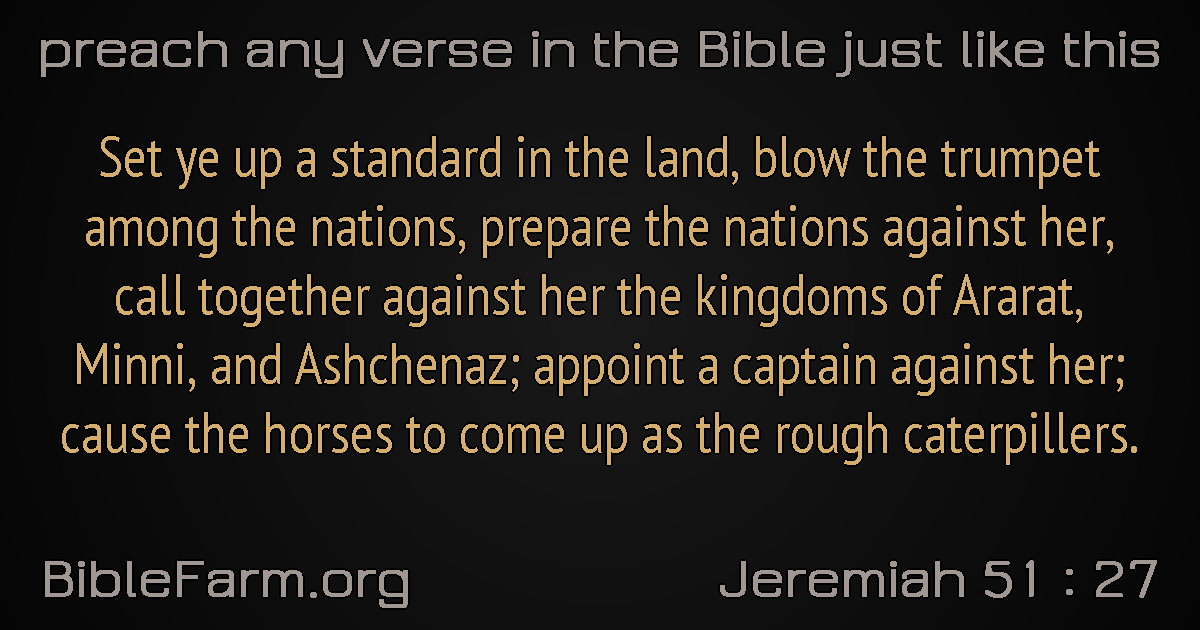 preach any verse in the Bible just like this
Set ye up a standard in the land, blow the trumpet
among the nations, prepare the nations against her,
call together against her the kingdoms of Ararat,
Minni, and Ashchenaz; appoint a captain against her;
cause the horses to come up as the rough caterpillers.
BibleFarm.org
Jeremiah 51 : 27